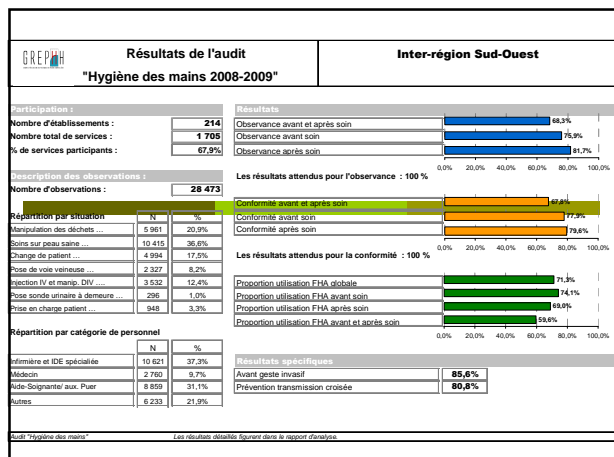 GREPHH
Résultats de l'audit
"Hygiène des mains 2008-2009"
Inter-région Sud-Ouest
Participation :
Nombre d'établissements : 214
Nombre total de services : 1 705
% de services participants : 67,9%
Description des observations :
Nombre d'observations : 28 473
Répartition par situation N %
Manipulation des déchets ... 5 961 20,9%
Soins sur peau saine ... 10 415 36,6%
Change de patient ... 4 994 17,5%
Pose de voie veineuse ... 2 327 8,2%
Injection IV et manip. DIV .... 3 532 12,4%
Pose sonde urinaire à demeure ... 296 1,0%
Prise en charge patient ... 948 3,3%
Répartition par catégorie de personnel
N %
Infirmière et IDE spécialiée 10 621 37,3%
Médecin 2 760 9,7%
Aide-Soignante/ aux. Puer 8 859 31,1%
Autres 6 233 21,9%
Résultats
Observance avant et après soin 68,3%
Observance avant soin 75,9%
Observance après soin 81,7%
0,0% 20,0% 40,0% 60,0% 80,0% 100,0%
Les résultats attendus pour l'observance : 100 %
Conformité avant et après soin 67,8%
Conformité avant soin 77,9%
Conformité après soin 79,6%
0,0% 20,0% 40,0% 60,0% 80,0% 100,0%
Les résultats attendus pour la conformité : 100 %
Proportion utilisation FHA globale 71,3%
Proportion utilisation FHA avant soin 74,1%
Proportion utilisation FHA après soin 69,0%
Proportion utilisation FHA avant et après soin 59,6%
0,0% 20,0% 40,0% 60,0% 80,0% 100,0%
Résultats spécifiques
Avant geste invasif 85,6%
Prévention transmission croisée 80,8%
Audit "Hygiène des mains" Les résultats détaillés figurent dans le rapport d'analyse.